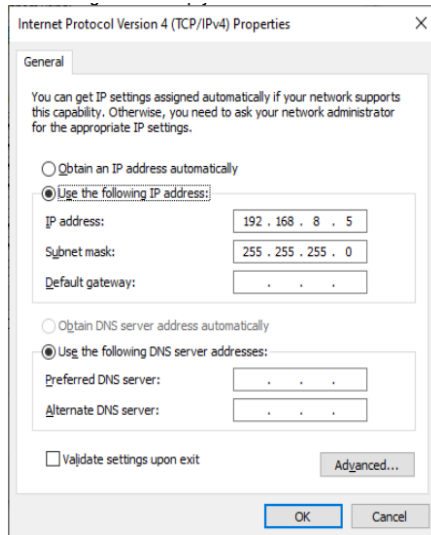 Internet Protocol Version 4 (TCP/IPv4) Properties
General
You can get IP settings assigned automatically if your network supports
this capability. Otherwise, you need to ask your network administrator
for the appropriate IP settings.
Obtain an IP address automatically
Use the following IP address:
IP address: 192 . 168 . 8 . 5
Subnet mask: 255 . 255 . 255 . 0
Default gateway: . . .
Obtain DNS server address automatically
Use the following DNS server addresses:
Preferred DNS server: . . .
Alternate DNS server: . . .
Validate settings upon exit
Advanced...
OK Cancel